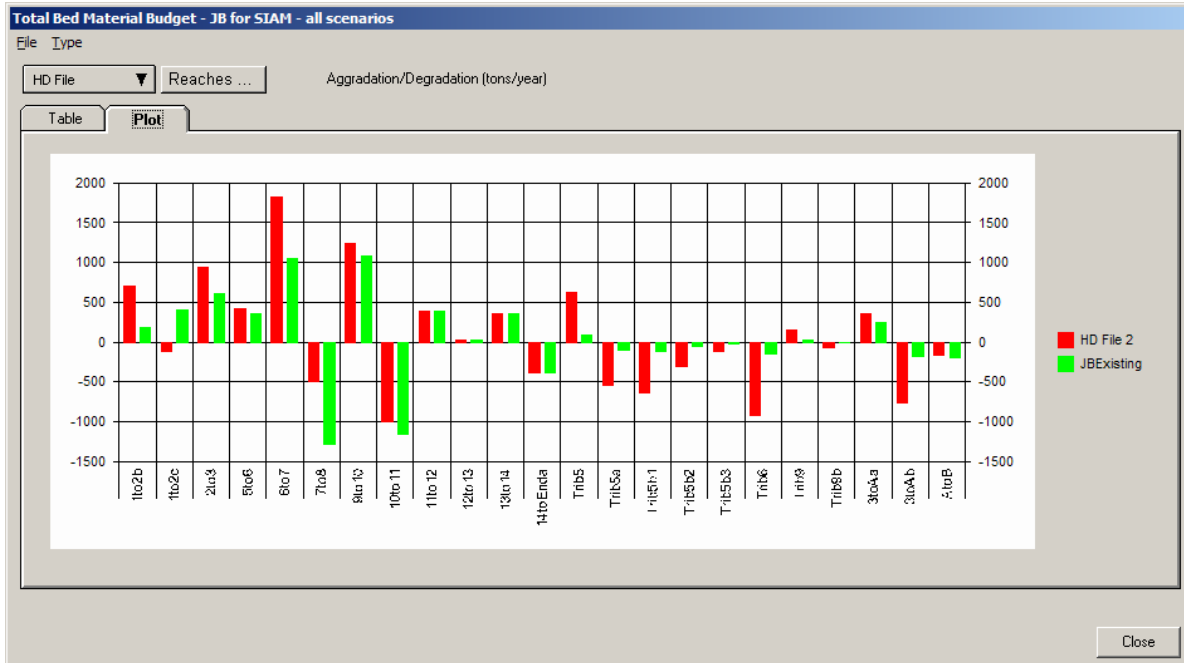 Total Bed Material Budget - JB for SIAM - all scenarios
File Type
HD File Reaches ... Aggradation/Degradation (tons/year)
Table Plot
2000 2000
1500 1500
1000 1000
500 500
0 0
-500 -500
-1000 -1000
-1500 -1500
HD File 2
JBExisting
1to2b
1to2c
2to3
5to6
6to7
7to8
9to10
10to11
11to12
12to13
13to14
14toEnda
Trib5
Trib5a
Trib5b1
Trib5b2
Trib5b3
Trib6
Trib9
Trib9b
3toAa
3toAb
AtoB
Close